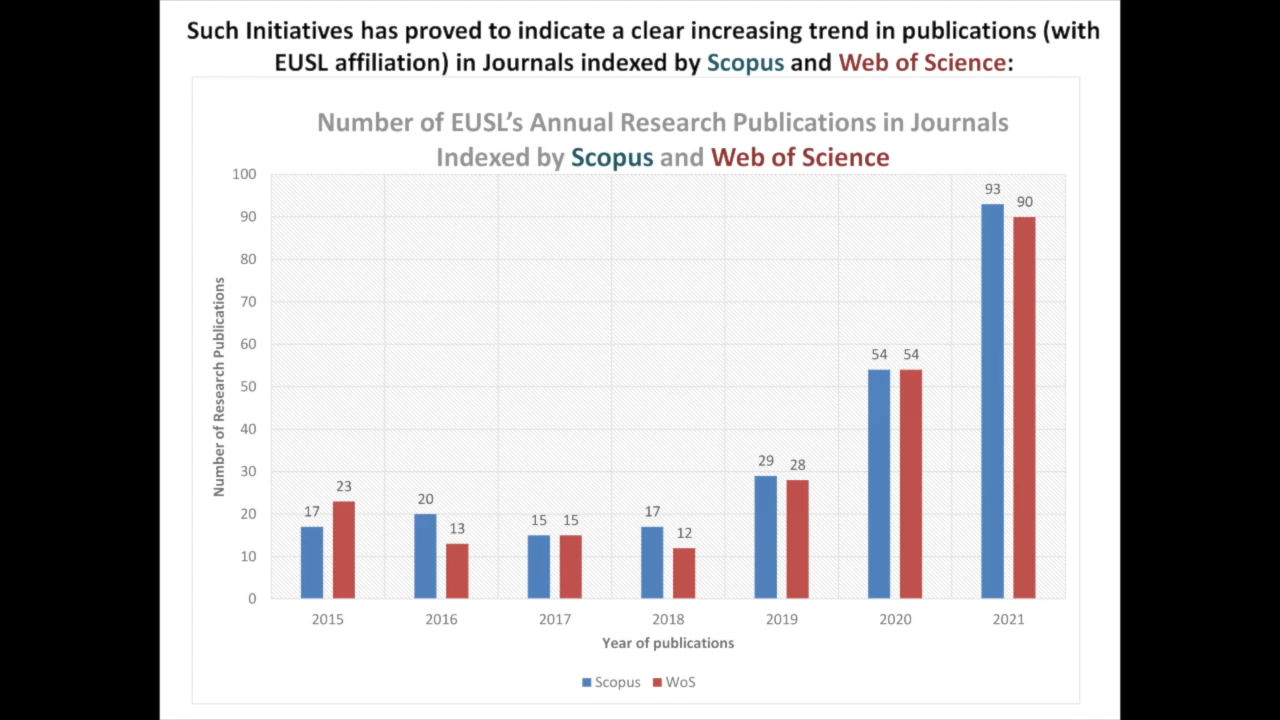 Such Initiatives has proved to indicate a clear increasing trend in publications (with
EUSL affiliation) in Journals indexed by Scopus and Web of Science:
Number of EUSL's Annual Research Publications in Journals
Indexed by Scopus and Web of Science
Number of Research Publications
100
90
80
70
60
50
40
30
20
10
0
17 23
20 13
15 15
17 12
29 28
54 54
93 90
2015 2016 2017 2018 2019 2020 2021
Year of publications
Scopus WoS